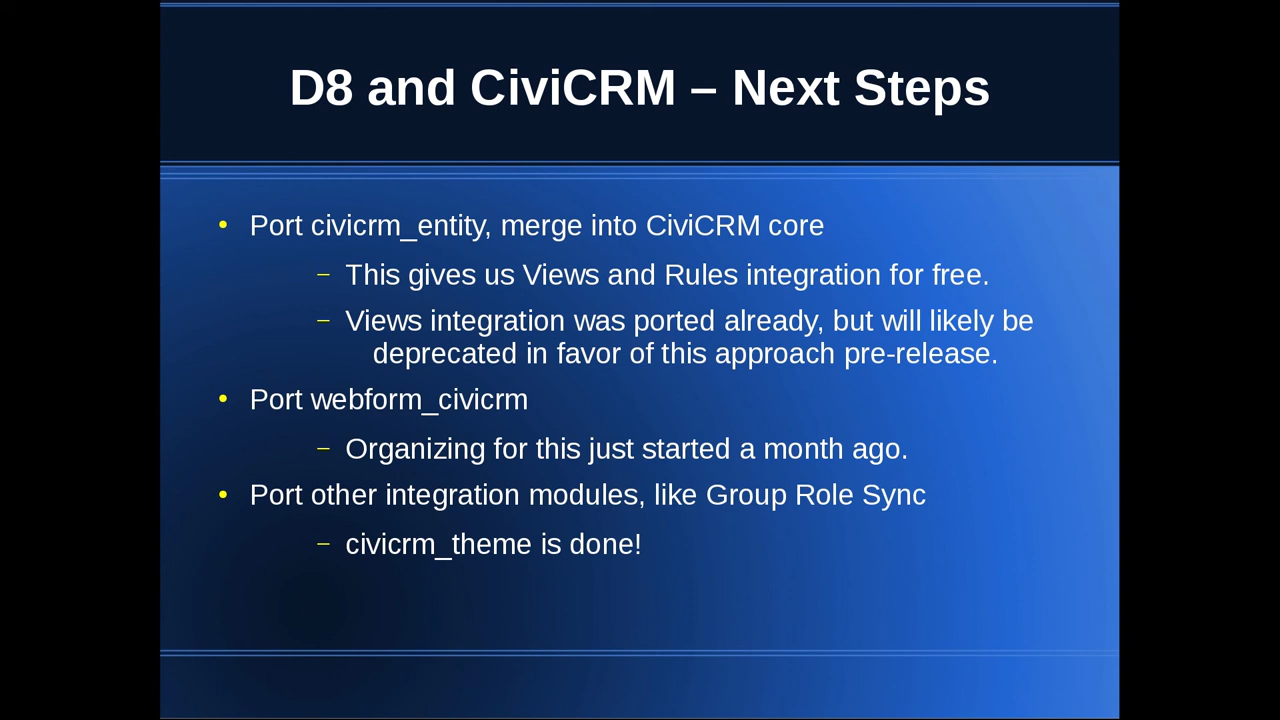 D8 and CiviCRM – Next Steps
• Port civicrm_entity, merge into CiviCRM core
– This gives us Views and Rules integration for free.
– Views integration was ported already, but will likely be
deprecated in favor of this approach pre-release.
• Port webform_civicrm
– Organizing for this just started a month ago.
• Port other integration modules, like Group Role Sync
– civicrm_theme is done!